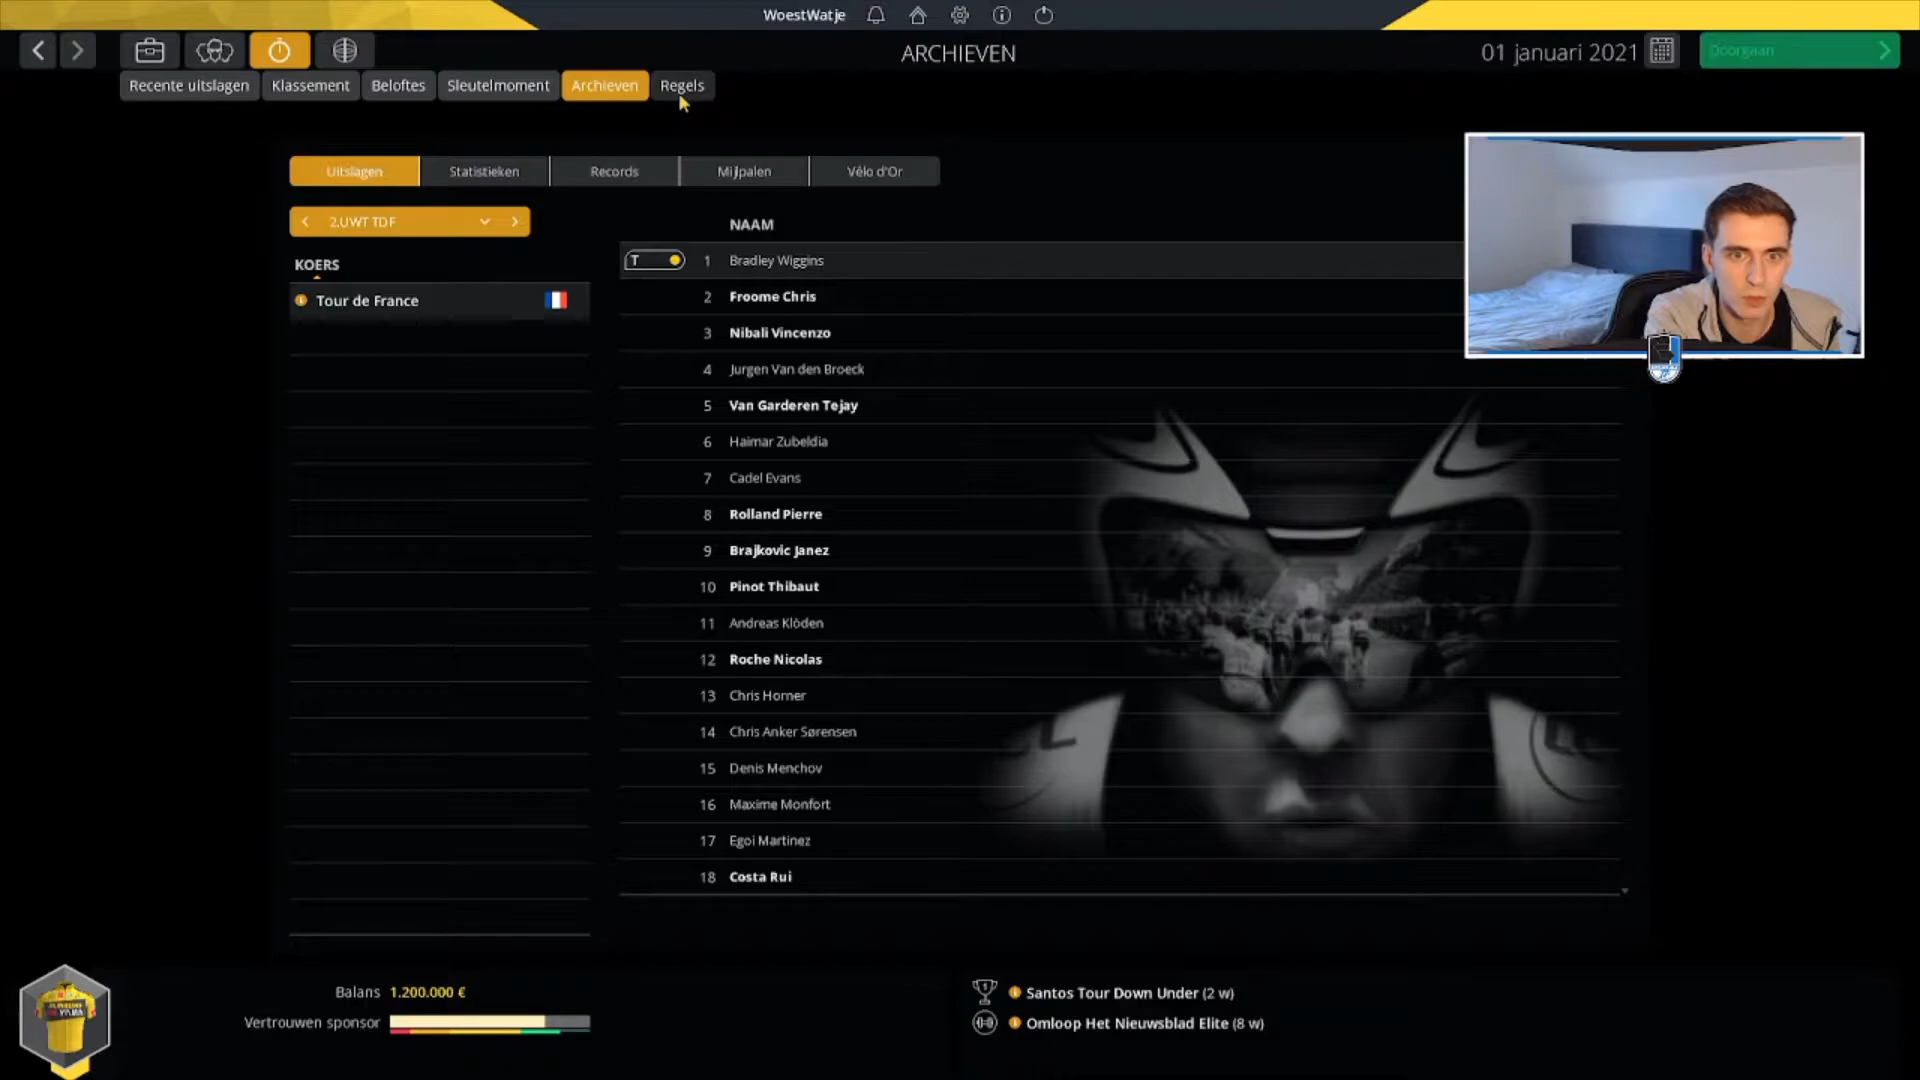 WoestWatje
ARCHIEVEN
01 januari 2021
Doorgaan
Recente uitslagen
Klassement
Beloftes
Sleutelmoment
Archieven
Regels
Uitslagen
Statistieken
Records
Mijlpalen
Vélo d'Or
2.UWT TDF
KOERS
Tour de France
NAAM
T 1 Bradley Wiggins
2 Froome Chris
3 Nibali Vincenzo
4 Jurgen Van den Broeck
5 Van Garderen Tejay
6 Haimar Zubeldia
7 Cadel Evans
8 Rolland Pierre
9 Brajkovic Janez
10 Pinot Thibaut
11 Andreas Klöden
12 Roche Nicolas
13 Chris Horner
14 Chris Anker Sørensen
15 Denis Menchov
16 Maxime Monfort
17 Egoi Martinez
18 Costa Rui
Balans 1.200.000 €
Vertrouwen sponsor
Santos Tour Down Under (2 w)
Omloop Het Nieuwsblad Elite (8 w)